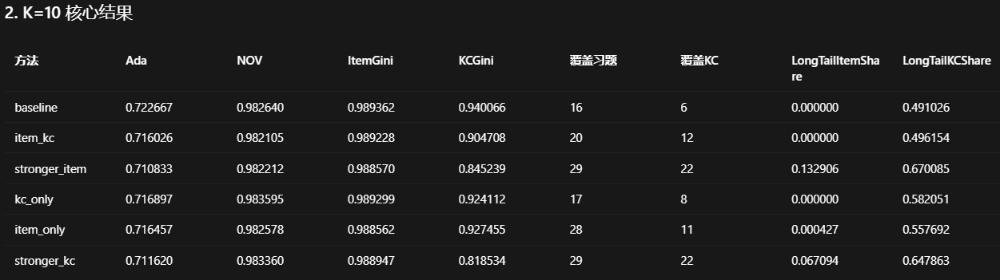 2. K=10 核心结果
方法 Ada NOV ItemGini KCGini 覆盖习题 覆盖KC LongTailItemSha LongTailKCShare
re
baseline 0.722667 0.982640 0.989362 0.940066 16 6 0.000000 0.491026
item_kc 0.716026 0.982105 0.989228 0.904708 20 12 0.000000 0.496154
stronger_item 0.710833 0.982212 0.988570 0.845239 29 22 0.132906 0.670085
kc_only 0.716897 0.983595 0.989299 0.924112 17 8 0.000000 0.582051
item_only 0.716457 0.982578 0.988562 0.927455 28 11 0.000427 0.557692
stronger_kc 0.711620 0.983360 0.988947 0.818534 29 22 0.067094 0.647863